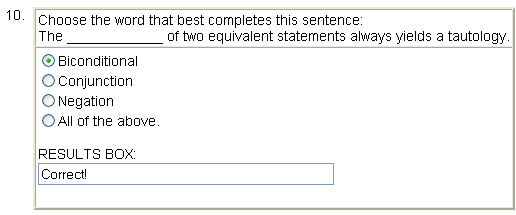 10. Choose the word that best completes this sentence:
The ____________ of two equivalent statements always yields a tautology.
Biconditional
Conjunction
Negation
All of the above.
RESULTS BOX:
Correct!